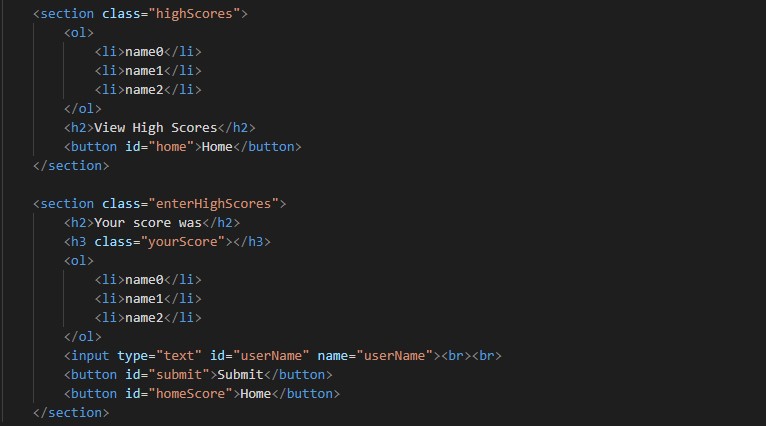 <section class="highScores">
<ol>
<li>name0</li>
<li>name1</li>
<li>name2</li>
</ol>
<h2>View High Scores</h2>
<button id="home">Home</button>
</section>
<section class="enterHighScores">
<h2>Your score was</h2>
<h3 class="yourScore"></h3>
<ol>
<li>name0</li>
<li>name1</li>
<li>name2</li>
</ol>
<input type="text" id="userName" name="userName"><br><br>
<button id="submit">Submit</button>
<button id="homeScore">Home</button>
</section>